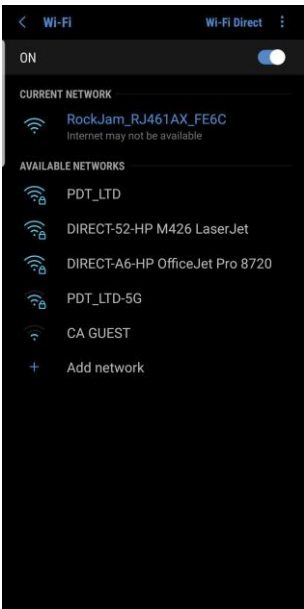 Wi-Fi Wi-Fi Direct
ON
CURRENT NETWORK
RockJam_RJ461AX_FE6C
Internet may not be available
AVAILABLE NETWORKS
PDT_LTD
DIRECT-52-HP M426 LaserJet
DIRECT-A6-HP OfficeJet Pro 8720
PDT_LTD-5G
CA GUEST
Add network